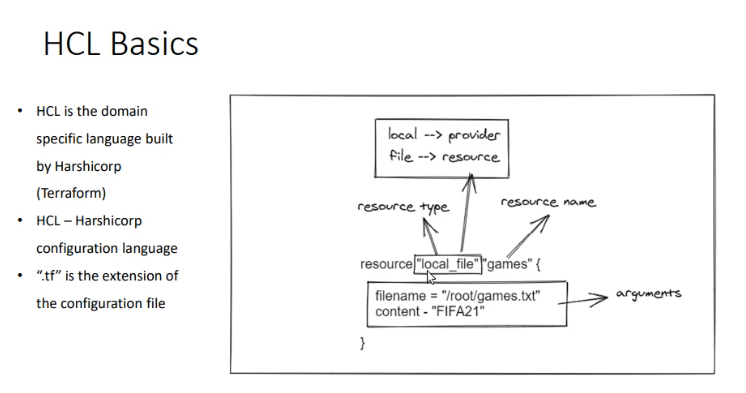 HCL Basics
• HCL is the domain
specific language built
by Harshicorp
(Terraform)
• HCL – Harshicorp
configuration language
• “.tf” is the extension of
the configuration file
local --> provider
file --> resource
resource type
resource name
resource "local_file" "games" {
filename = "/root/games.txt"
content - "FIFA21"
arguments
}